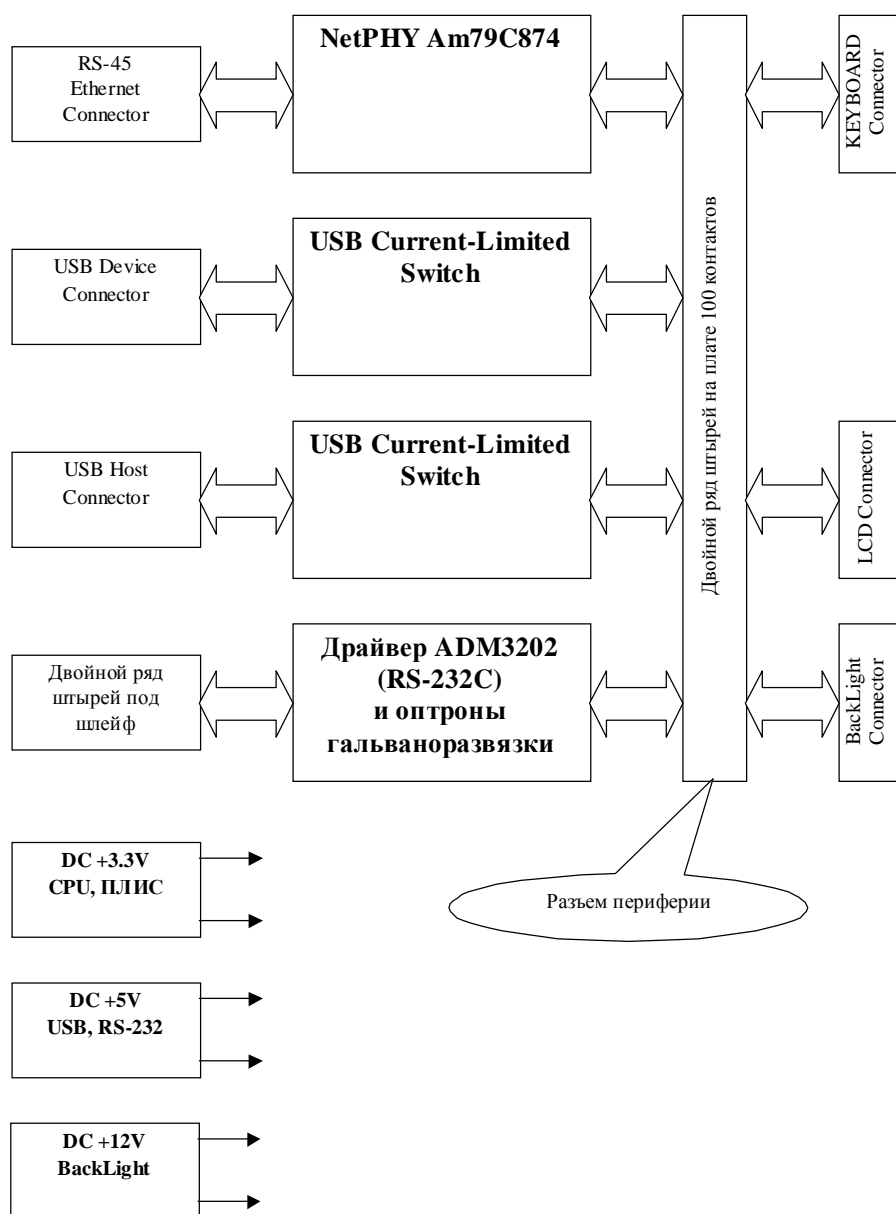 NetPHY Am79C874
RS-45
Ethernet
Connector
KEYBOARD
Connector
USB Current-Limited
Switch
USB Device
Connector
Двойной ряд штырей на плате 100 контактов
USB Current-Limited
Switch
USB Host
Connector
LCD Connector
Драйвер ADM3202
(RS-232C)
и оптроны
гальваноразвязки
Двойной ряд
штырей под
шлейф
BackLight
Connector
DC +3.3V
CPU, ПЛИС
Разъем периферии
DC +5V
USB, RS-232
DC +12V
BackLight